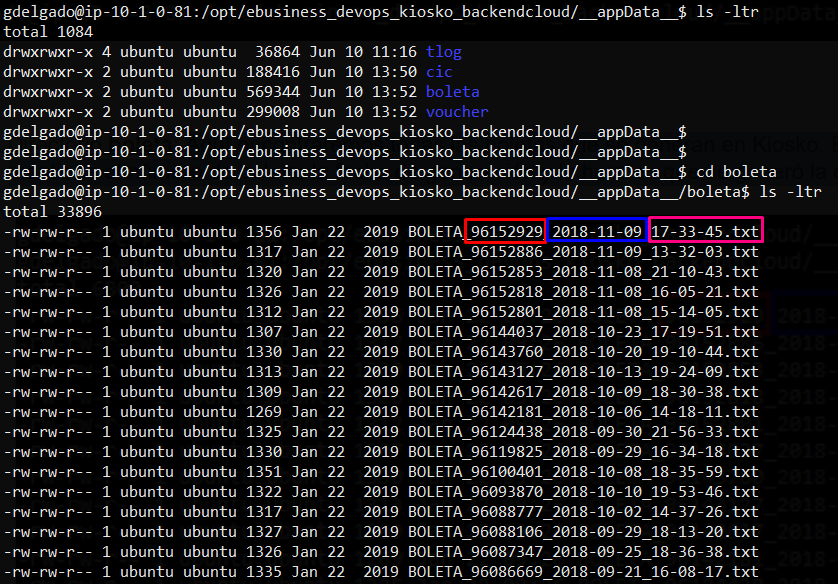 gdelgado@ip-10-1-0-81:/opt/ebusiness_devops_kiosko_backendcloud/__appData__$ ls -ltr
total 1084
drwxrwxr-x 4 ubuntu ubuntu  36864 Jun 10 11:16 tlog
drwxrwxr-x 2 ubuntu ubuntu 188416 Jun 10 13:50 cic
drwxrwxr-x 2 ubuntu ubuntu 569344 Jun 10 13:52 boleta
drwxrwxr-x 2 ubuntu ubuntu 299008 Jun 10 13:52 voucher
gdelgado@ip-10-1-0-81:/opt/ebusiness_devops_kiosko_backendcloud/__appData__$
gdelgado@ip-10-1-0-81:/opt/ebusiness_devops_kiosko_backendcloud/__appData__$
gdelgado@ip-10-1-0-81:/opt/ebusiness_devops_kiosko_backendcloud/__appData__$ cd boleta
gdelgado@ip-10-1-0-81:/opt/ebusiness_devops_kiosko_backendcloud/__appData__/boleta$ ls -ltr
total 33896
-rw-rw-r-- 1 ubuntu ubuntu 1356 Jan 22  2019 BOLETA_96152929_2018-11-09_17-33-45.txt
-rw-rw-r-- 1 ubuntu ubuntu 1317 Jan 22  2019 BOLETA_96152886_2018-11-09_13-32-03.txt
-rw-rw-r-- 1 ubuntu ubuntu 1320 Jan 22  2019 BOLETA_96152853_2018-11-08_21-10-43.txt
-rw-rw-r-- 1 ubuntu ubuntu 1326 Jan 22  2019 BOLETA_96152818_2018-11-08_16-05-21.txt
-rw-rw-r-- 1 ubuntu ubuntu 1312 Jan 22  2019 BOLETA_96152801_2018-11-08_15-14-05.txt
-rw-rw-r-- 1 ubuntu ubuntu 1307 Jan 22  2019 BOLETA_96144037_2018-10-23_17-19-51.txt
-rw-rw-r-- 1 ubuntu ubuntu 1330 Jan 22  2019 BOLETA_96143760_2018-10-20_19-10-44.txt
-rw-rw-r-- 1 ubuntu ubuntu 1313 Jan 22  2019 BOLETA_96143127_2018-10-13_19-24-09.txt
-rw-rw-r-- 1 ubuntu ubuntu 1309 Jan 22  2019 BOLETA_96142617_2018-10-09_18-30-38.txt
-rw-rw-r-- 1 ubuntu ubuntu 1269 Jan 22  2019 BOLETA_96142181_2018-10-06_14-18-11.txt
-rw-rw-r-- 1 ubuntu ubuntu 1325 Jan 22  2019 BOLETA_96124438_2018-09-30_21-56-33.txt
-rw-rw-r-- 1 ubuntu ubuntu 1330 Jan 22  2019 BOLETA_96119825_2018-09-29_16-34-18.txt
-rw-rw-r-- 1 ubuntu ubuntu 1351 Jan 22  2019 BOLETA_96100401_2018-10-08_18-35-59.txt
-rw-rw-r-- 1 ubuntu ubuntu 1322 Jan 22  2019 BOLETA_96093870_2018-10-10_19-53-46.txt
-rw-rw-r-- 1 ubuntu ubuntu 1317 Jan 22  2019 BOLETA_96088777_2018-10-02_14-37-26.txt
-rw-rw-r-- 1 ubuntu ubuntu 1327 Jan 22  2019 BOLETA_96088106_2018-09-29_18-13-20.txt
-rw-rw-r-- 1 ubuntu ubuntu 1326 Jan 22  2019 BOLETA_96087347_2018-09-25_18-36-38.txt
-rw-rw-r-- 1 ubuntu ubuntu 1335 Jan 22  2019 BOLETA_96086669_2018-09-21_16-08-17.txt